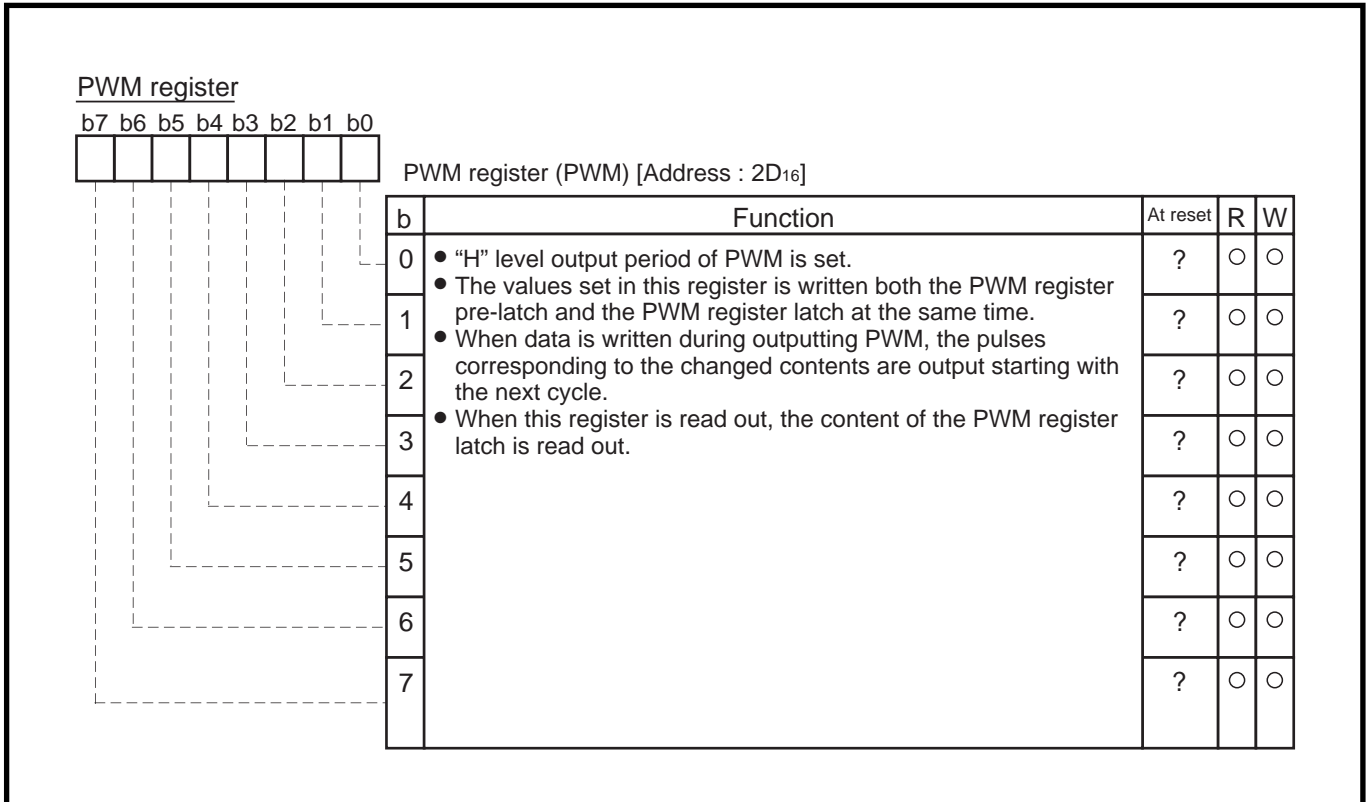 PWM register
b7 b6 b5 b4 b3 b2 b1 b0
PWM register (PWM) [Address : 2D16]
b Function At reset R W
0 ● “H” level output period of PWM is set. ? ○ ○
● The values set in this register is written both the PWM register
1 pre-latch and the PWM register latch at the same time. ? ○ ○
● When data is written during outputting PWM, the pulses
2 corresponding to the changed contents are output starting with ? ○ ○
the next cycle.
● When this register is read out, the content of the PWM register
3 latch is read out. ? ○ ○
4 ? ○ ○
5 ? ○ ○
6 ? ○ ○
7 ? ○ ○